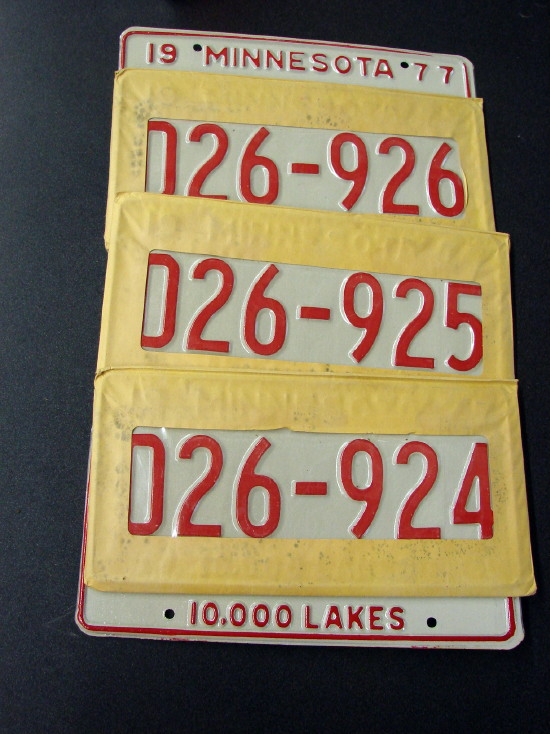 19 MINNESOTA 77
D26-926
D26-925
D26-924
10,000 LAKES